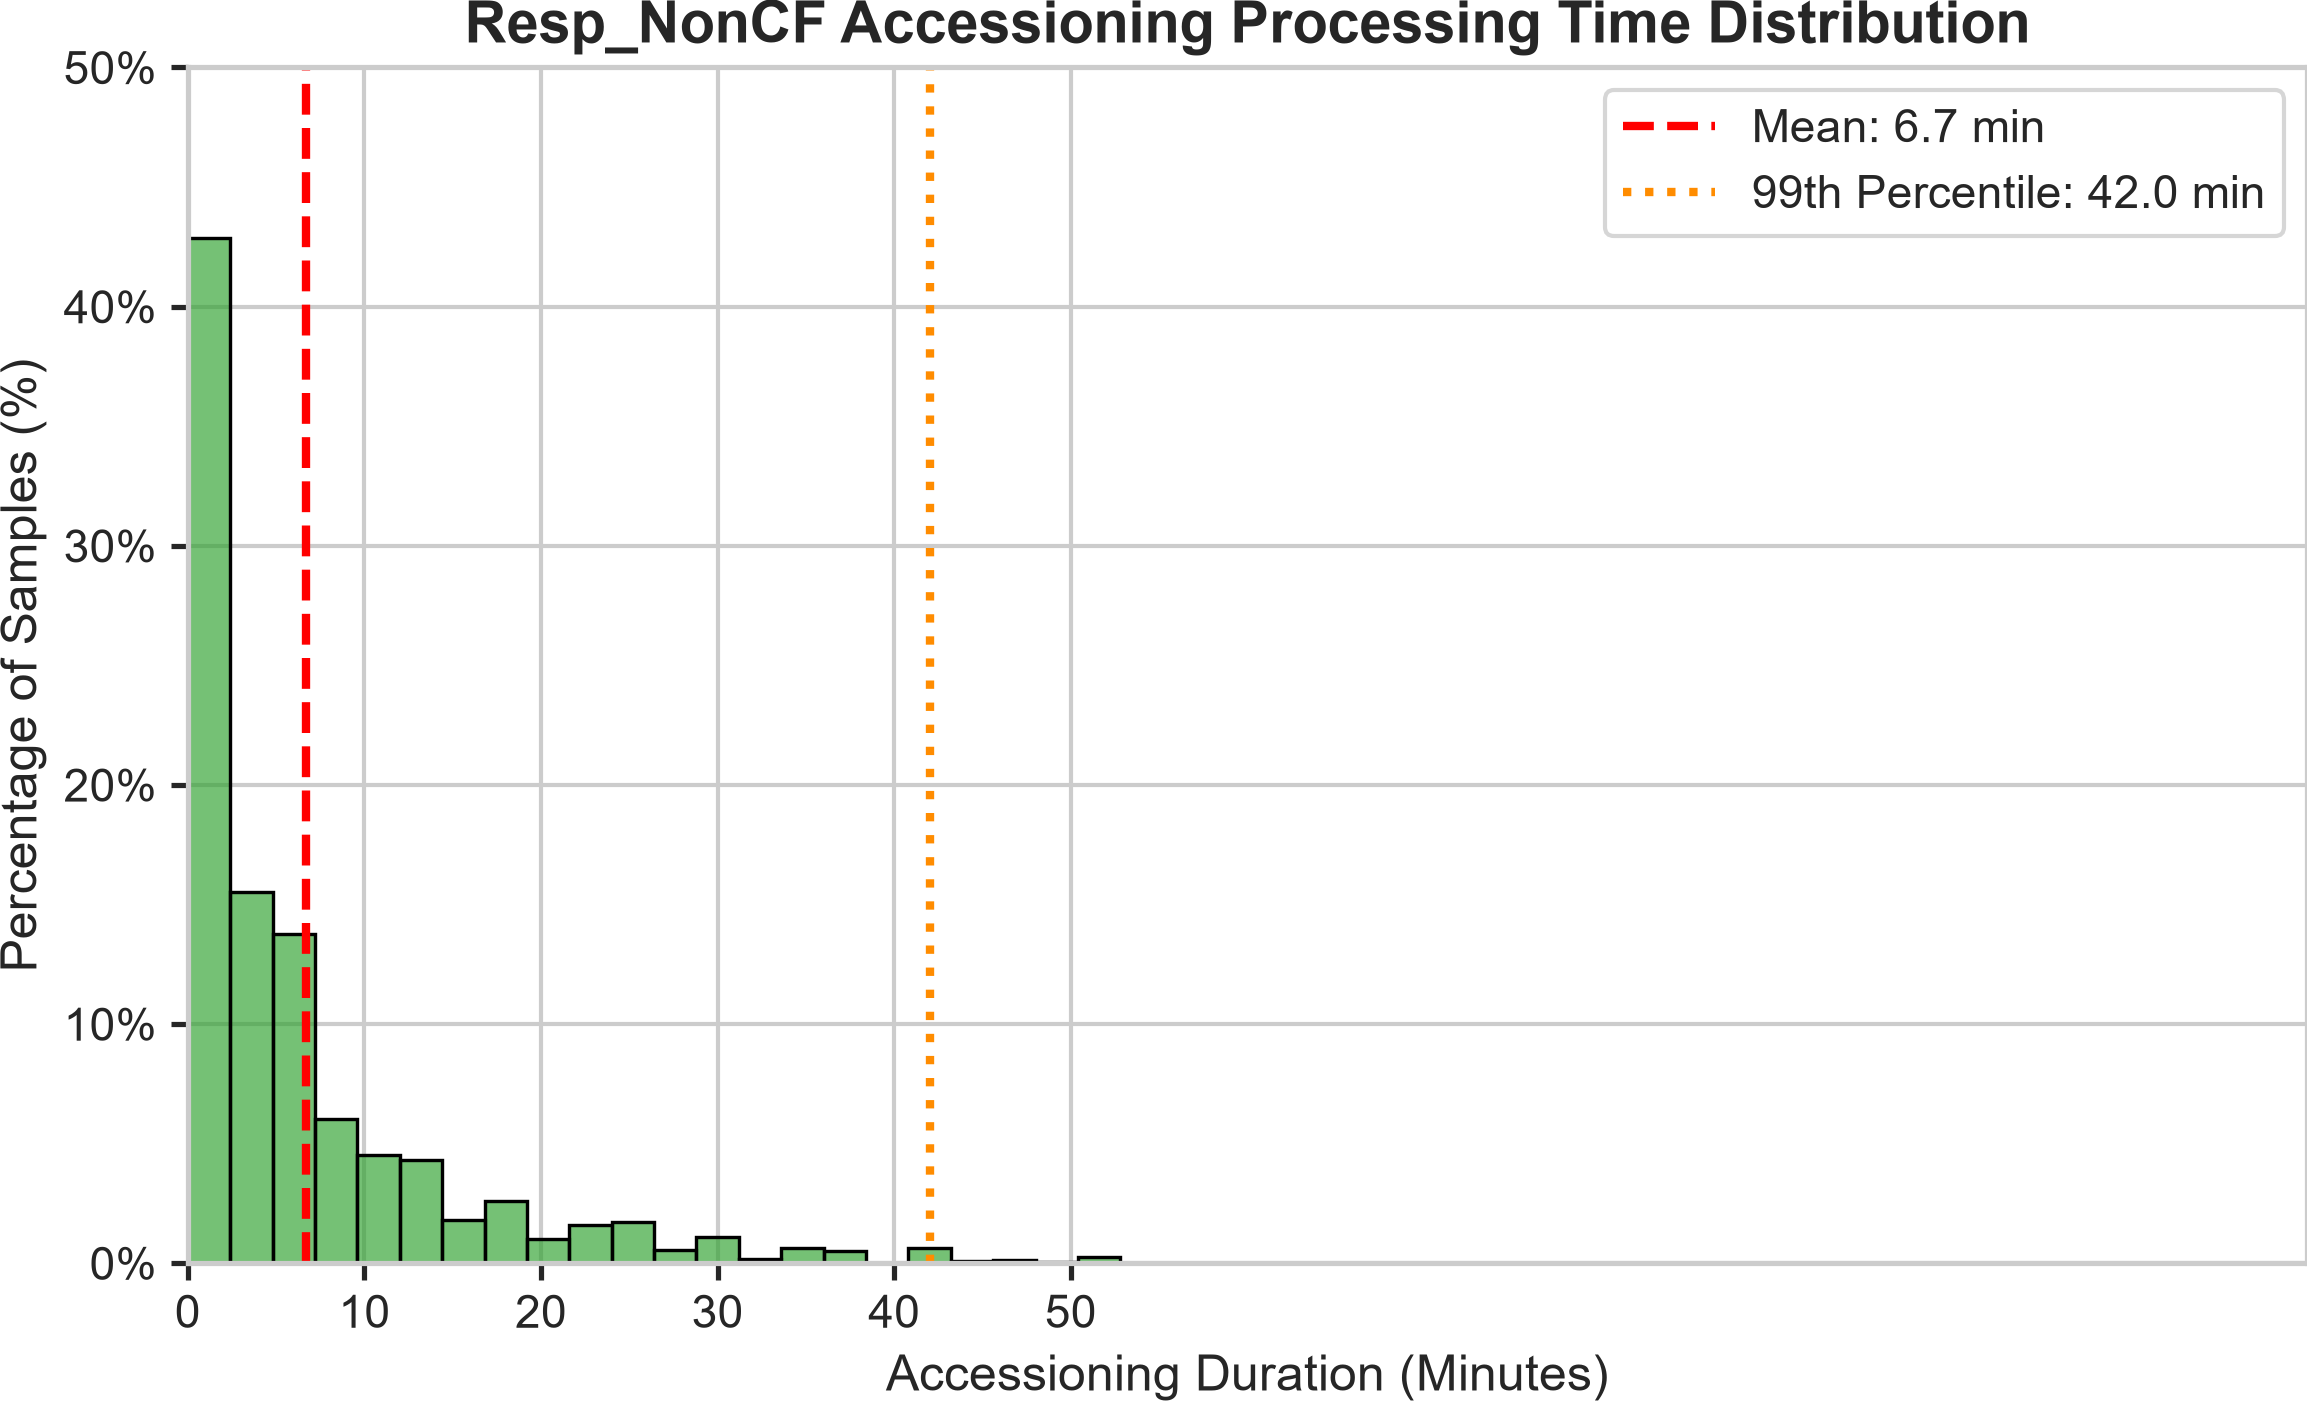 Resp_NonCF Accessioning Processing Time Distribution
Mean: 6.7 min
99th Percentile: 42.0 min
Percentage of Samples (%)
50%
40%
30%
20%
10%
0%
0 10 20 30 40 50
Accessioning Duration (Minutes)